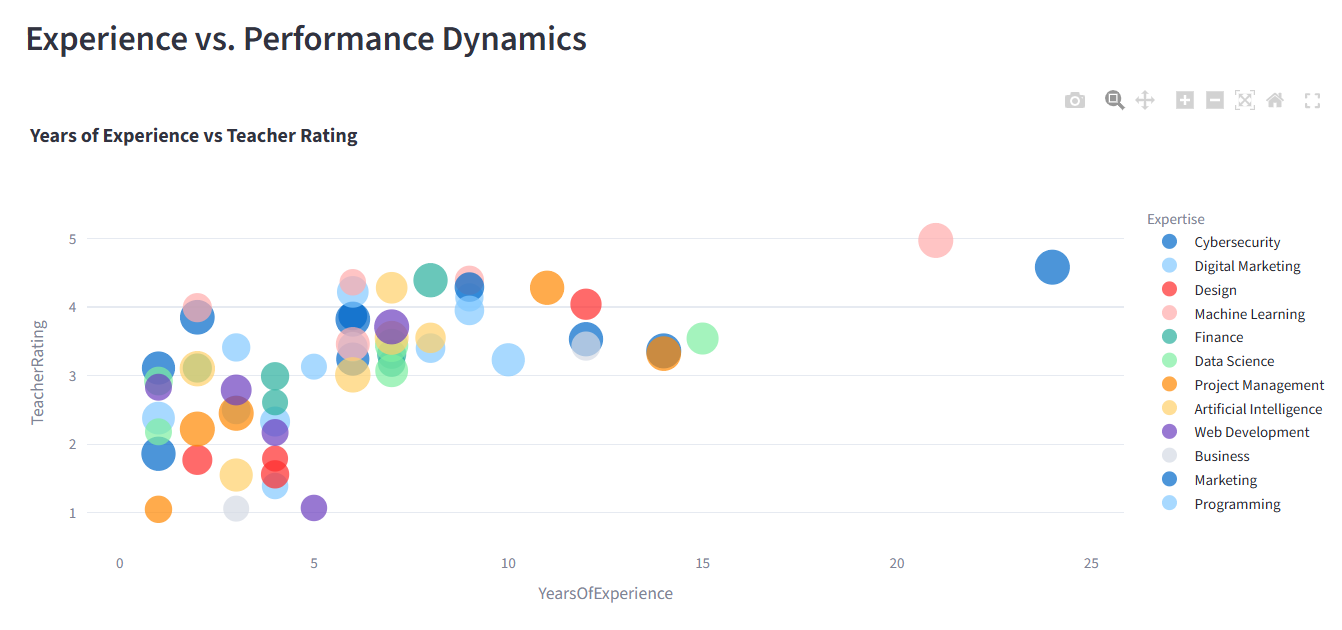 Experience vs. Performance Dynamics
Years of Experience vs Teacher Rating
TeacherRating
5
4
3
2
1
0
5
10
15
20
25
YearsOfExperience
Expertise
Cybersecurity
Digital Marketing
Design
Machine Learning
Finance
Data Science
Project Management
Artificial Intelligence
Web Development
Business
Marketing
Programming